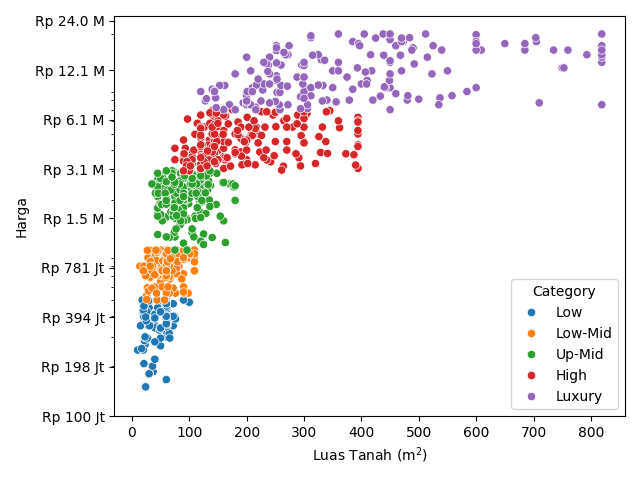 Rp 24.0 M
Rp 12.1 M
Rp 6.1 M
Rp 3.1 M
Rp 1.5 M
Rp 781 Jt
Rp 394 Jt
Rp 198 Jt
Rp 100 Jt
Harga
Category
Low
Low-Mid
Up-Mid
High
Luxury
0 100 200 300 400 500 600 700 800
Luas Tanah (m²)